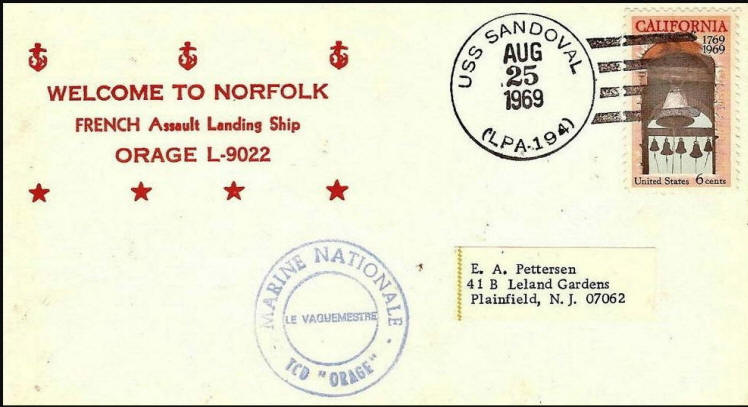 WELCOME TO NORFOLK
FRENCH Assault Landing Ship
ORAGE L-9022
USS SANDOVAL
AUG
25
1969
(LPA-194)
CALIFORNIA
1769
1969
United States 6 cents
MARINE NATIONALE
LE VAGUEMESTRE
TCD "ORAGE"
E. A. Pettersen
41 B Leland Gardens
Plainfield, N. J. 07062